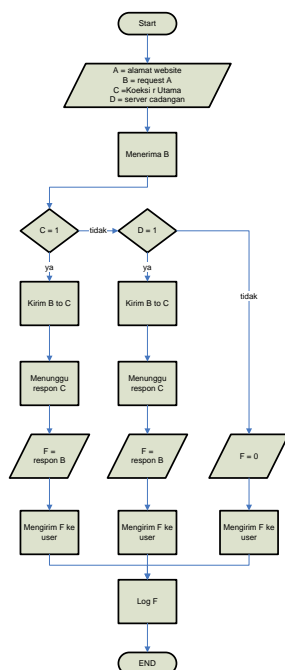 Start
A = alamat website
B = request A
C =Koeksi r Utama
D = server cadangan
Menerima B
C = 1
tidak
D = 1
ya
ya
tidak
Kirim B to C
Kirim B to C
Menunggu
respon C
Menunggu
respon C
F =
respon B
F =
respon B
F = 0
Mengirim F ke
user
Mengirim F ke
user
Mengirim F ke
user
Log F
END